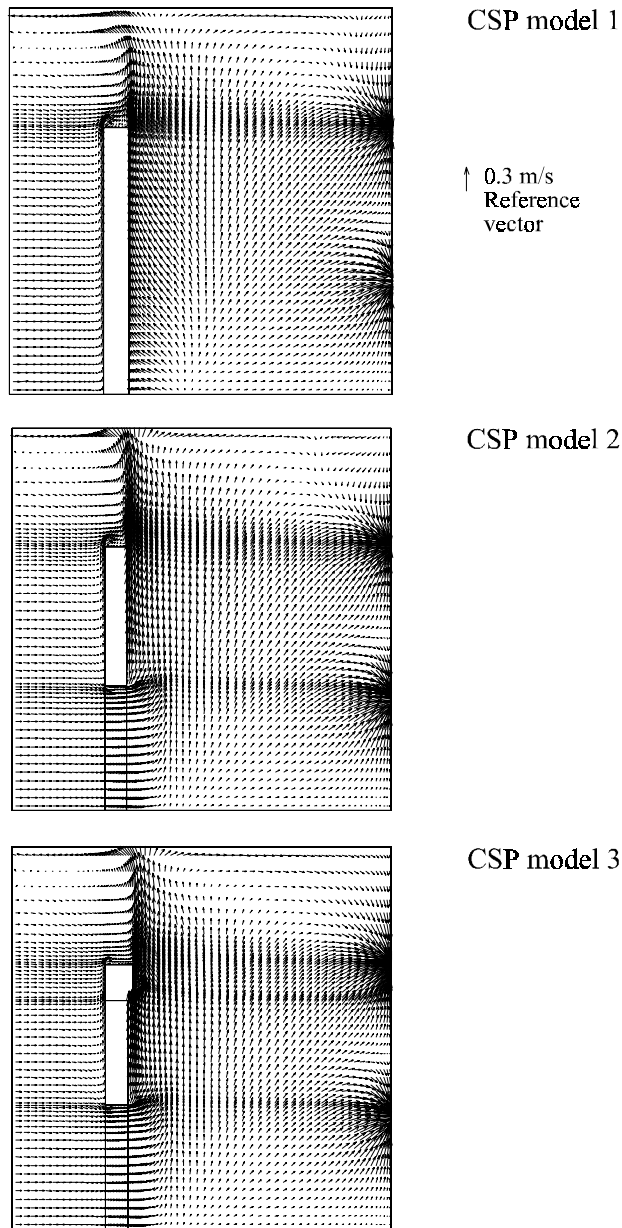 CSP model 1
0.3 m/s
Reference
vector
CSP model 2
CSP model 3